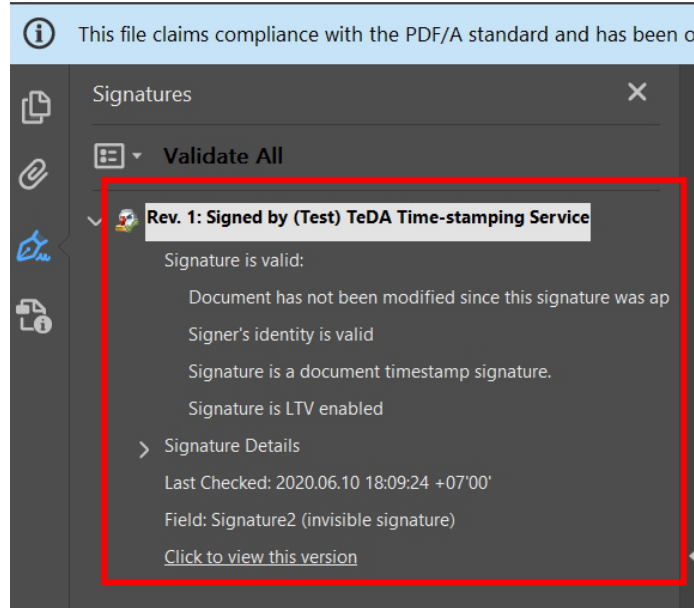 This file claims compliance with the PDF/A standard and has been o
Signatures
Validate All
Rev. 1: Signed by (Test) TeDA Time-stamping Service
Signature is valid:
Document has not been modified since this signature was ap
Signer's identity is valid
Signature is a document timestamp signature.
Signature is LTV enabled
Signature Details
Last Checked: 2020.06.10 18:09:24 +07'00'
Field: Signature2 (invisible signature)
Click to view this version